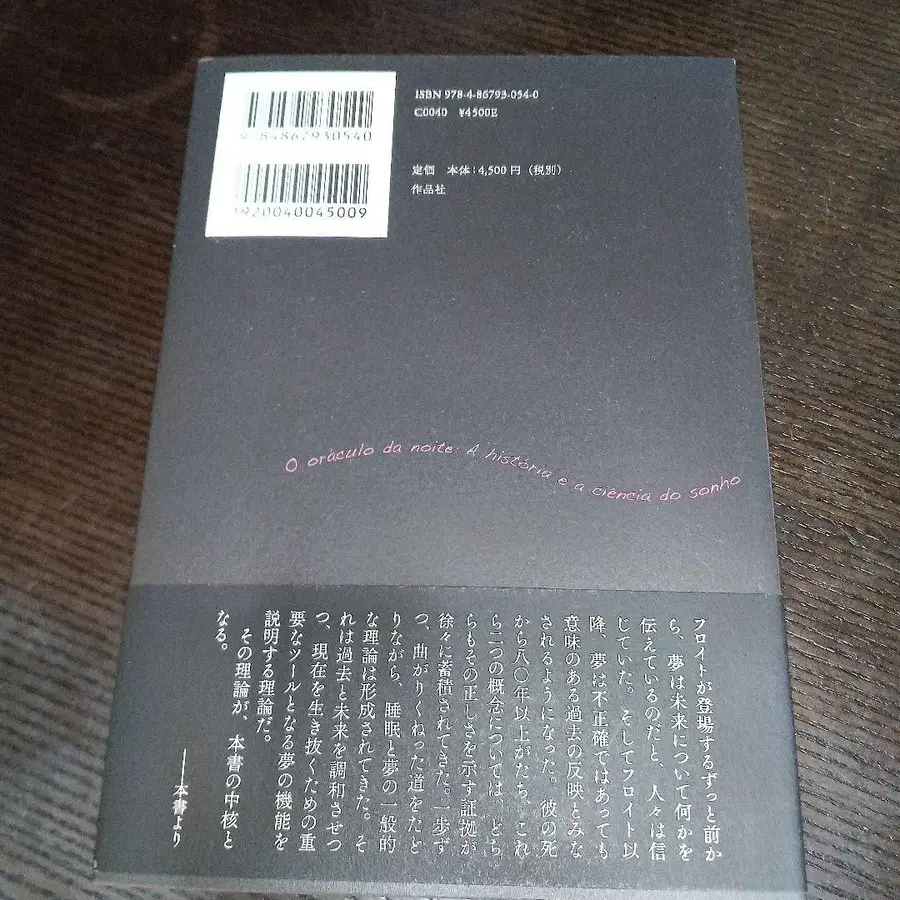 9784867930540
ISBN 978-4-86793-054-0
C0040 ¥4500E
1920040045009
定価 本体:4,500円(税別)
作品社
O oráculo da noite: A história e a ciência do sonho
フロイトが登場するずっと前か
ら、夢は未来について何かを
伝えているのだと、人々は信
じていた。そしてフロイト以
降、夢は不正確ではあっても
意味のある過去の反映とみな
されるようになった。彼の死
から八〇年以上がたち、これ
ら二つの概念については、どち
らもその正しさを示す証拠が
徐々に蓄積されてきた。一歩ず
つ、曲がりくねった道をたど
りながら、睡眠と夢の一般的
な理論は形成されてきた。そ
れは過去と未来を調和させつ
つ、現在を生き抜くための重
要なツールとなる夢の機能を
説明する理論だ。
その理論が、本書の中核と
なる。
──本書より